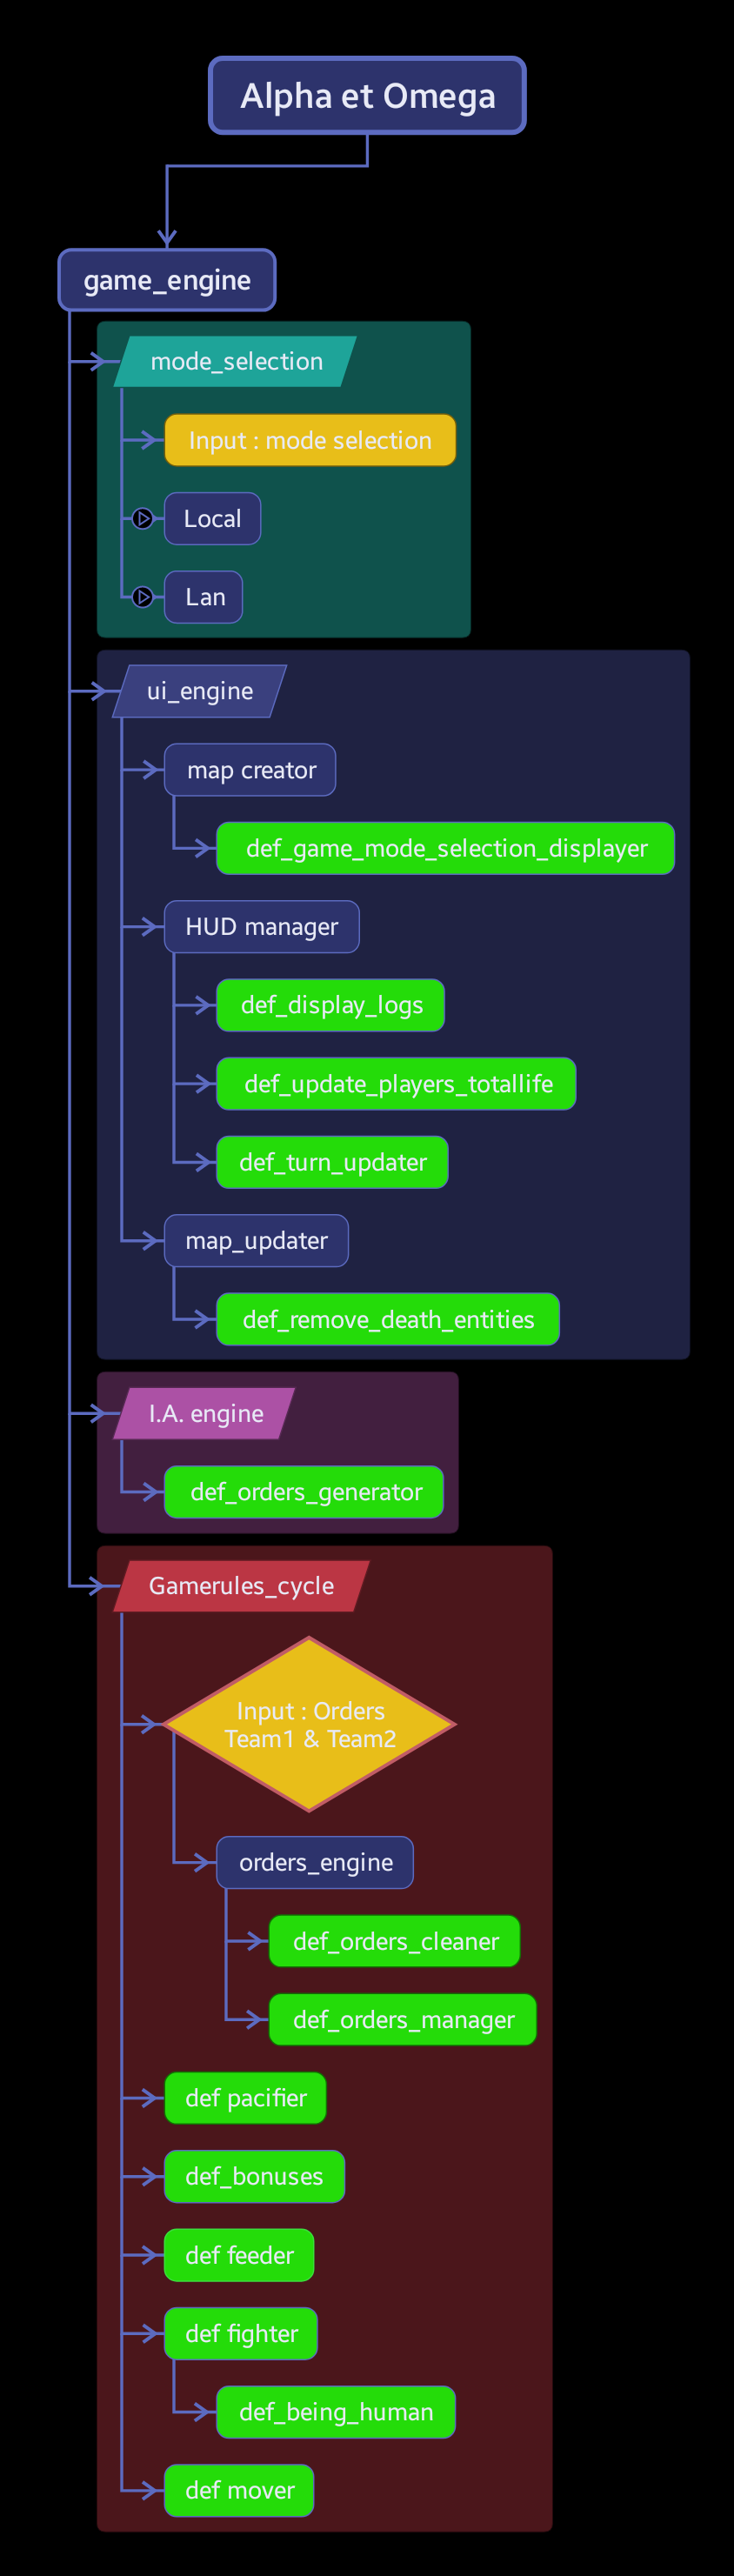 Alpha et Omega
game_engine
mode_selection
Input : mode selection
Local
Lan
ui_engine
map creator
def_game_mode_selection_displayer
HUD manager
def_display_logs
def_update_players_totallife
def_turn_updater
map_updater
def_remove_death_entities
I.A. engine
def_orders_generator
Gamerules_cycle
Input : Orders
Team1 & Team2
orders_engine
def_orders_cleaner
def_orders_manager
def pacifier
def_bonuses
def feeder
def fighter
def_being_human
def mover